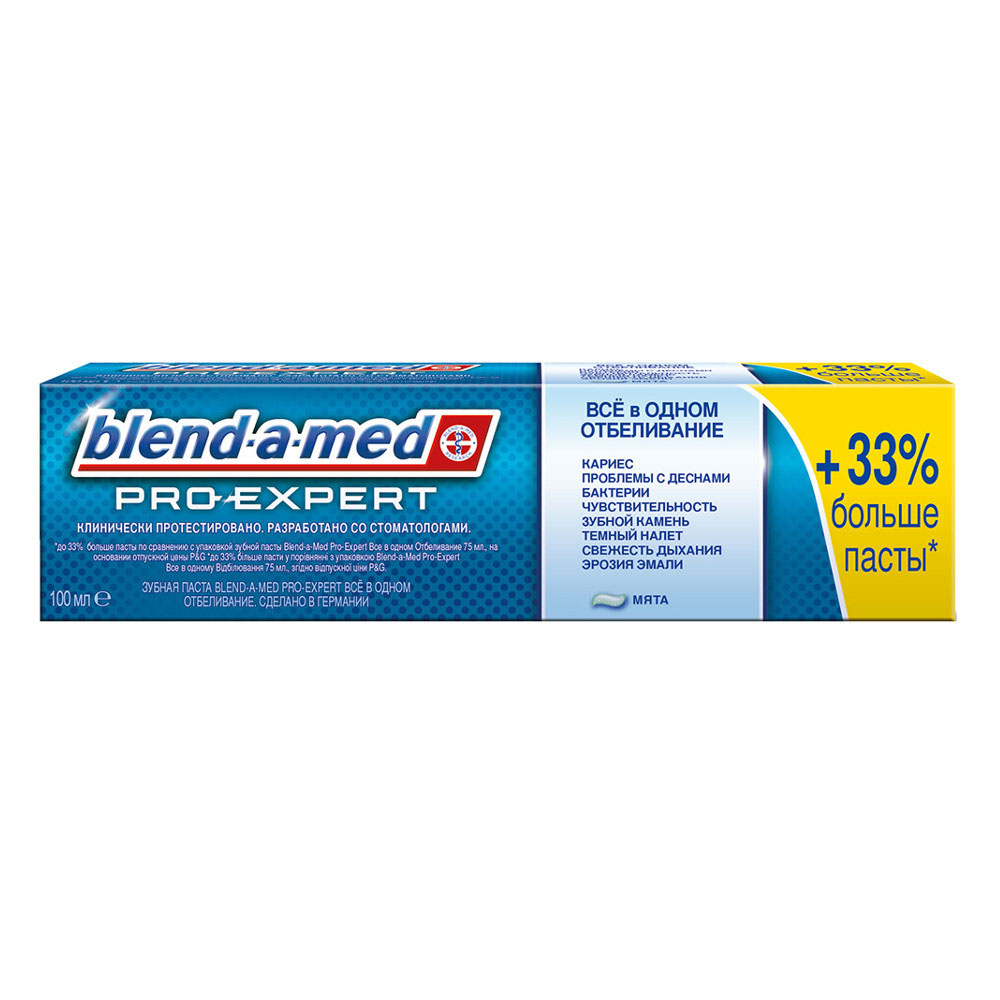 blend-a-med
PRO-EXPERT
КЛИНИЧЕСКИ ПРОТЕСТИРОВАНО. РАЗРАБОТАНО СО СТОМАТОЛОГАМИ.
*до 33% больше пасты по сравнению с упаковкой зубной пасты Blend-a-Med Pro-Expert Все в одном Отбеливание 75 мл., на
основании отпускной цены P&G *до 33% більше пасти у порівнянні з упаковкою Blend-a-Med Pro-Expert
Все в одному Відбілювання 75 мл., згідно відпускної ціни P&G.
ЗУБНАЯ ПАСТА BLEND-A-MED PRO-EXPERT ВСЁ В ОДНОМ
ОТБЕЛИВАНИЕ. СДЕЛАНО В ГЕРМАНИИ
100 мл ℮
ВСЁ в ОДНОМ
ОТБЕЛИВАНИЕ
КАРИЕС
ПРОБЛЕМЫ С ДЕСНАМИ
БАКТЕРИИ
ЧУВСТВИТЕЛЬНОСТЬ
ЗУБНОЙ КАМЕНЬ
ТЕМНЫЙ НАЛЕТ
СВЕЖЕСТЬ ДЫХАНИЯ
ЭРОЗИЯ ЭМАЛИ
МЯТА
+ 33%
пасты*
+33%
больше
пасты*